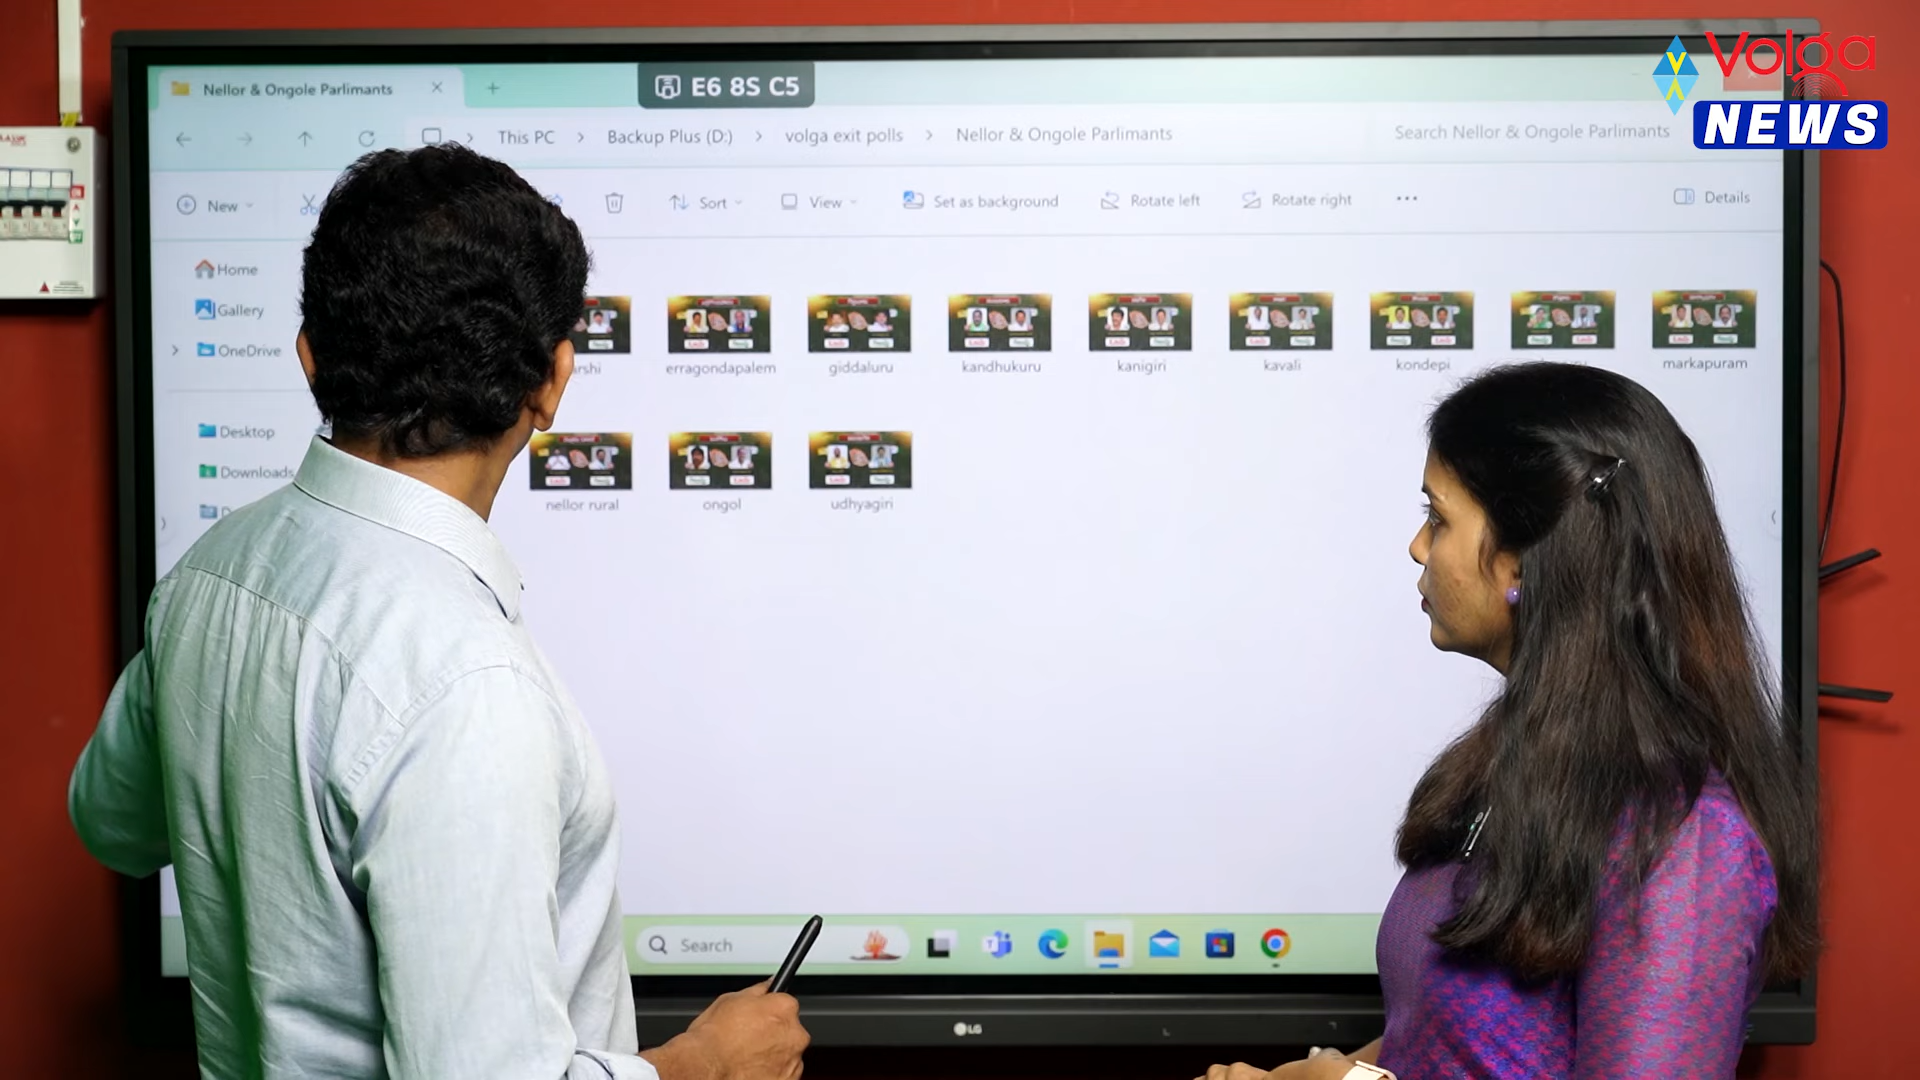 Volga
NEWS
Nellor & Ongole Parlimants
E6 8S C5
This PC > Backup Plus (D:) > volga exit polls > Nellor & Ongole Parlimants
Search Nellor & Ongole Parlimants
New
Sort
View
Set as background
Rotate left
Rotate right
Details
Home
Gallery
OneDrive
Desktop
Downloads
erragondapalem
giddaluru
kandhukuru
kanigiri
kavali
kondepi
markapuram
nellor rural
ongol
udhyagiri
Search
LG